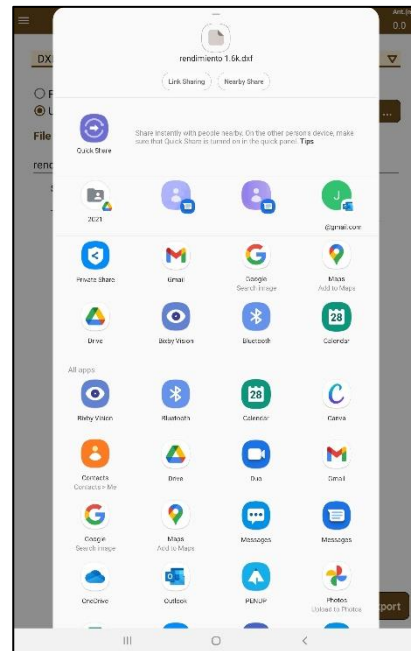 Ant.(m
0.0
DX
rendimiento 1.6k.dxf
Link Sharing Nearby Share
F
U
...
File
Quick Share
Share instantly with people nearby. On the other person's device, make
sure that Quick Share is turned on in the quick panel. Tips
rend
2021
J
@gmail.com
Private Share Gmail Google Maps
Search image Add to Maps
28
Drive Bixby Vision Bluetooth Calendar
All apps
28
Bixby Vision Bluetooth Calendar Canva
Contacts Drive Duo Gmail
Contacts > Me
Google Maps Messages Messages
Search image Add to Maps
OneDrive Outlook PENUP Photos
Upload to Photos
port